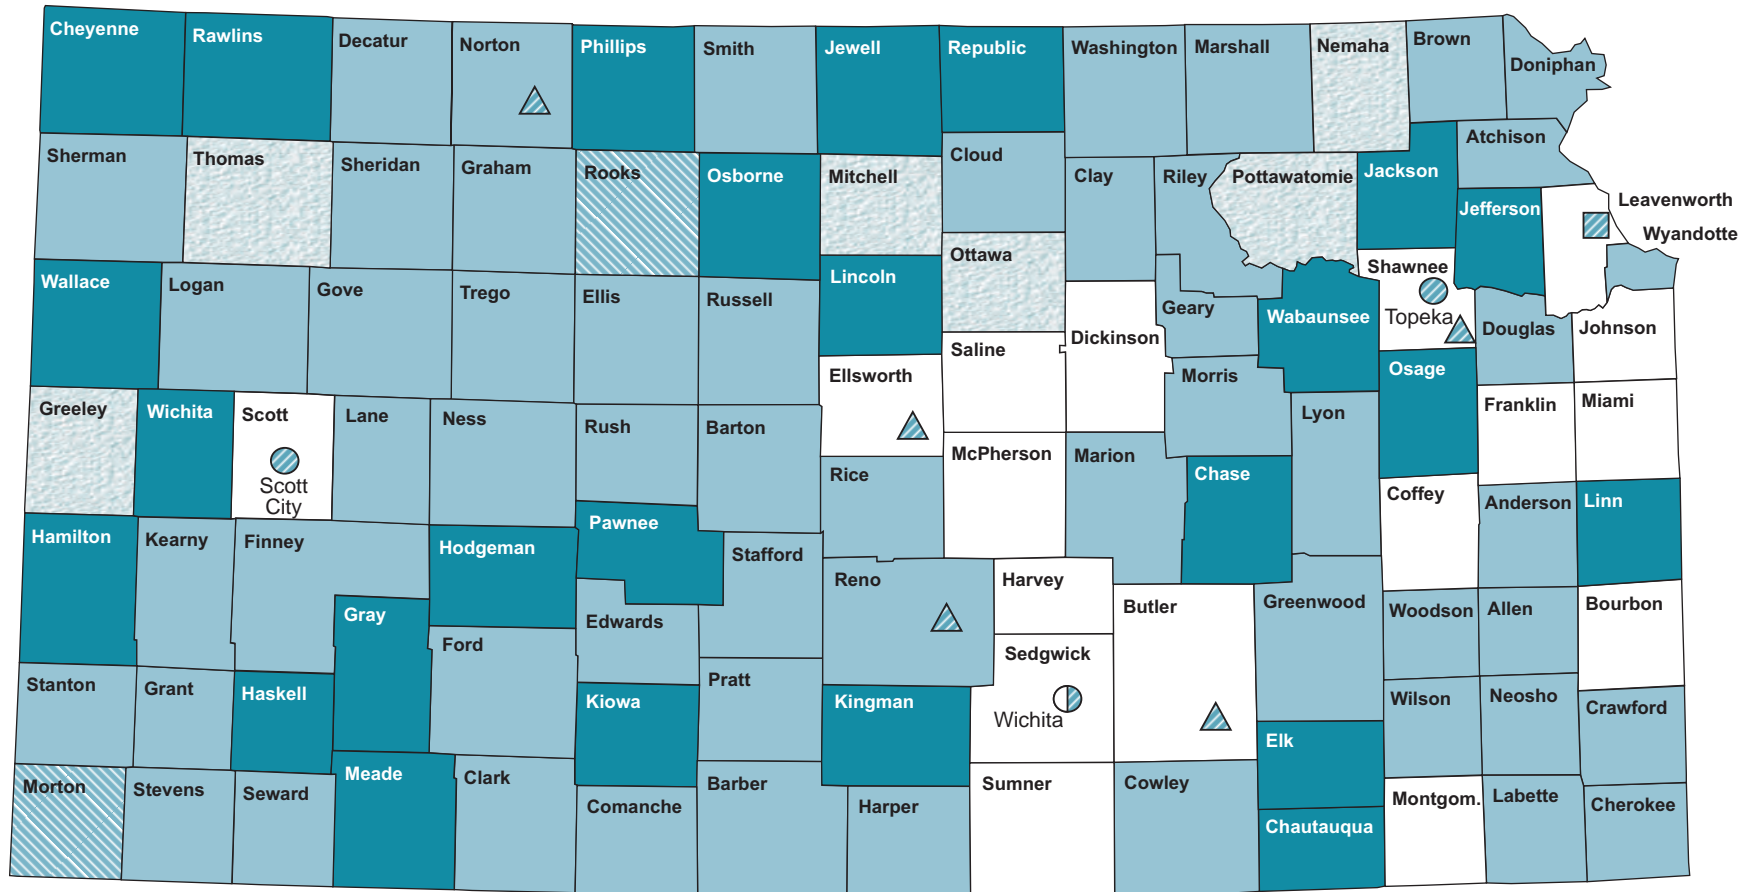 Cheyenne
Rawlins
Decatur
Norton
Phillips
Smith
Jewell
Republic
Washington
Marshall
Nemaha
Brown
Doniphan
Sherman
Thomas
Sheridan
Graham
Rooks
Osborne
Mitchell
Cloud
Clay
Riley
Pottawatomie
Jackson
Atchison
Jefferson
Leavenworth
Wyandotte
Wallace
Logan
Gove
Trego
Ellis
Russell
Lincoln
Ottawa
Saline
Dickinson
Geary
Wabaunsee
Shawnee
Topeka
Douglas
Johnson
Greeley
Wichita
Scott
Scott
City
Lane
Ness
Rush
Barton
Ellsworth
Rice
McPherson
Marion
Morris
Chase
Lyon
Osage
Coffey
Franklin
Miami
Anderson
Linn
Hamilton
Kearny
Finney
Gray
Hodgeman
Pawnee
Edwards
Stafford
Reno
Harvey
Sedgwick
Wichita
Butler
Greenwood
Woodson
Allen
Bourbon
Stanton
Grant
Haskell
Ford
Kiowa
Pratt
Kingman
Elk
Wilson
Neosho
Crawford
Morton
Stevens
Seward
Meade
Clark
Comanche
Barber
Harper
Sumner
Cowley
Chautauqua
Montgom.
Labette
Cherokee